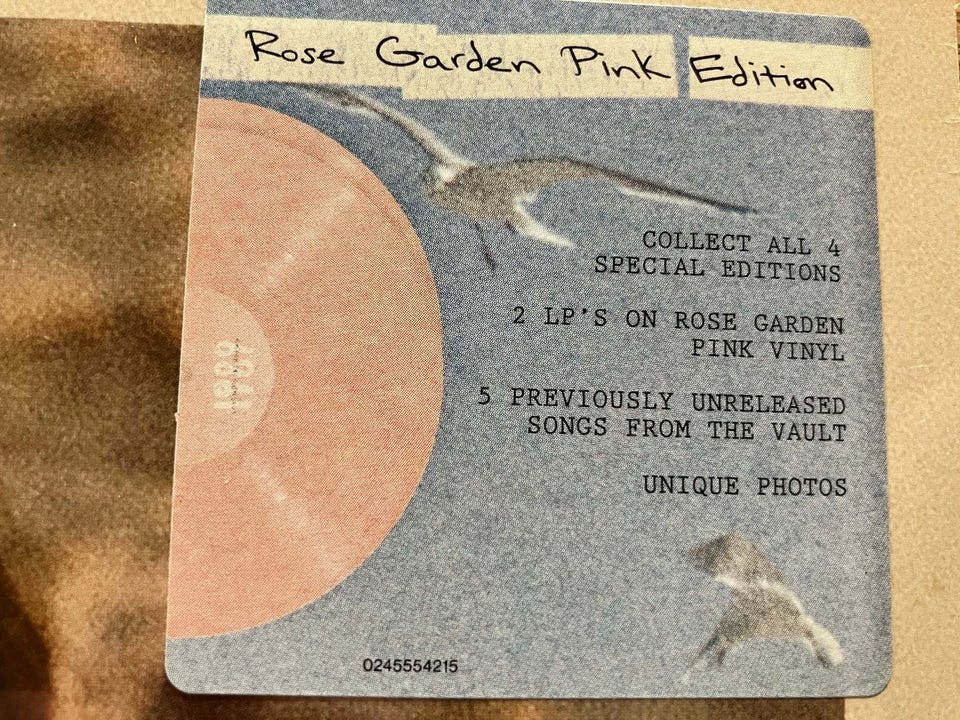 Rose Garden Pink Edition
COLLECT ALL 4
SPECIAL EDITIONS
2 LP'S ON ROSE GARDEN
PINK VINYL
5 PREVIOUSLY UNRELEASED
SONGS FROM THE VAULT
UNIQUE PHOTOS
0245554215